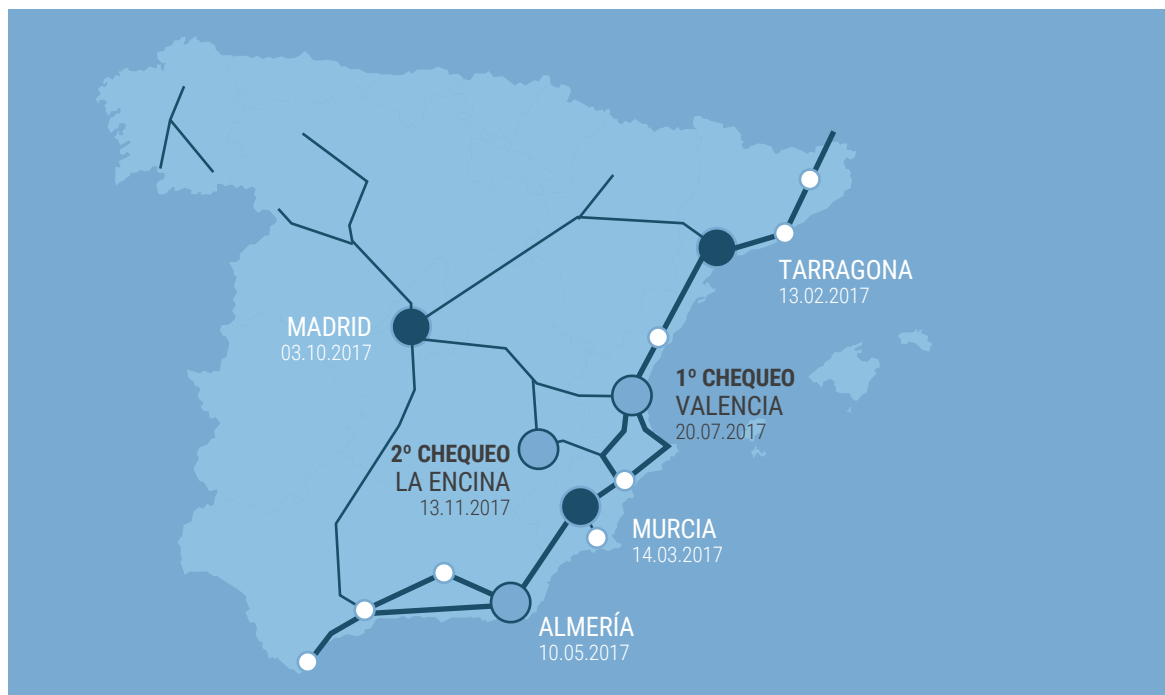 TARRAGONA
13.02.2017
MADRID
03.10.2017
1º CHEQUEO
VALENCIA
20.07.2017
2º CHEQUEO
LA ENCINA
13.11.2017
MURCIA
14.03.2017
ALMERÍA
10.05.2017